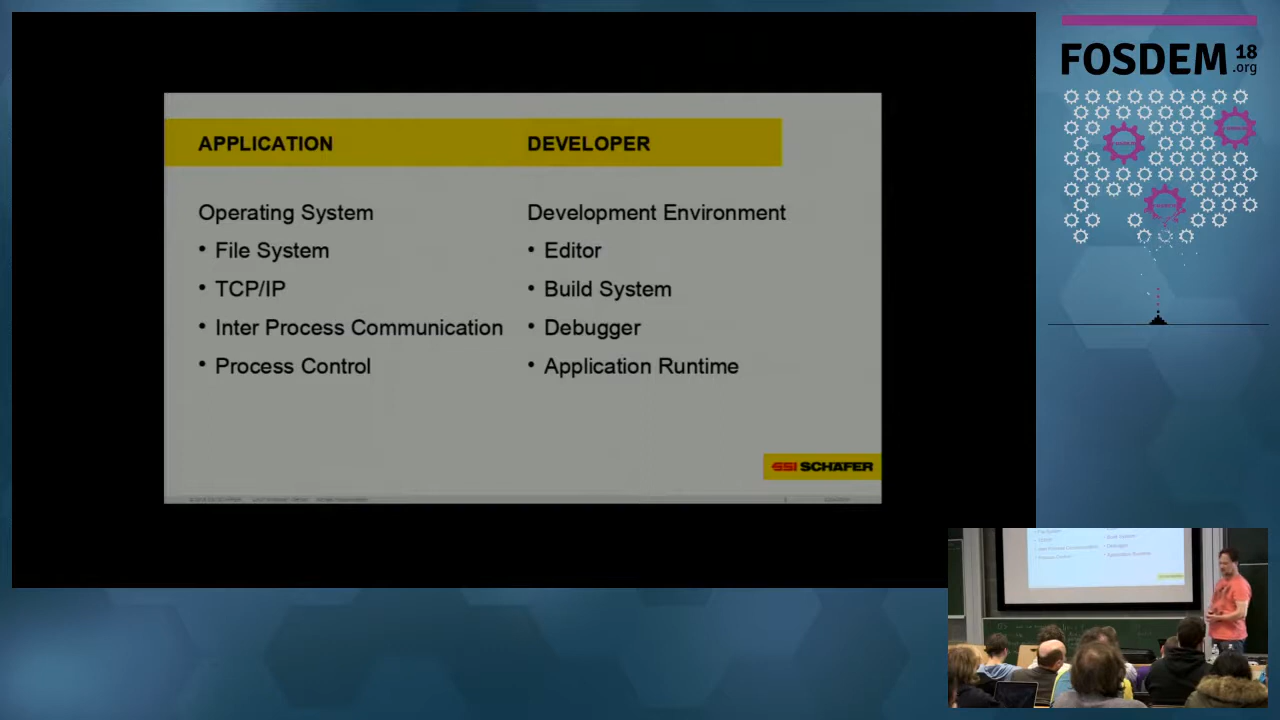 FOSDEM 18
.org
APPLICATION
DEVELOPER
Operating System
• File System
• TCP/IP
• Inter Process Communication
• Process Control
Development Environment
• Editor
• Build System
• Debugger
• Application Runtime
SSI SCHÄFER